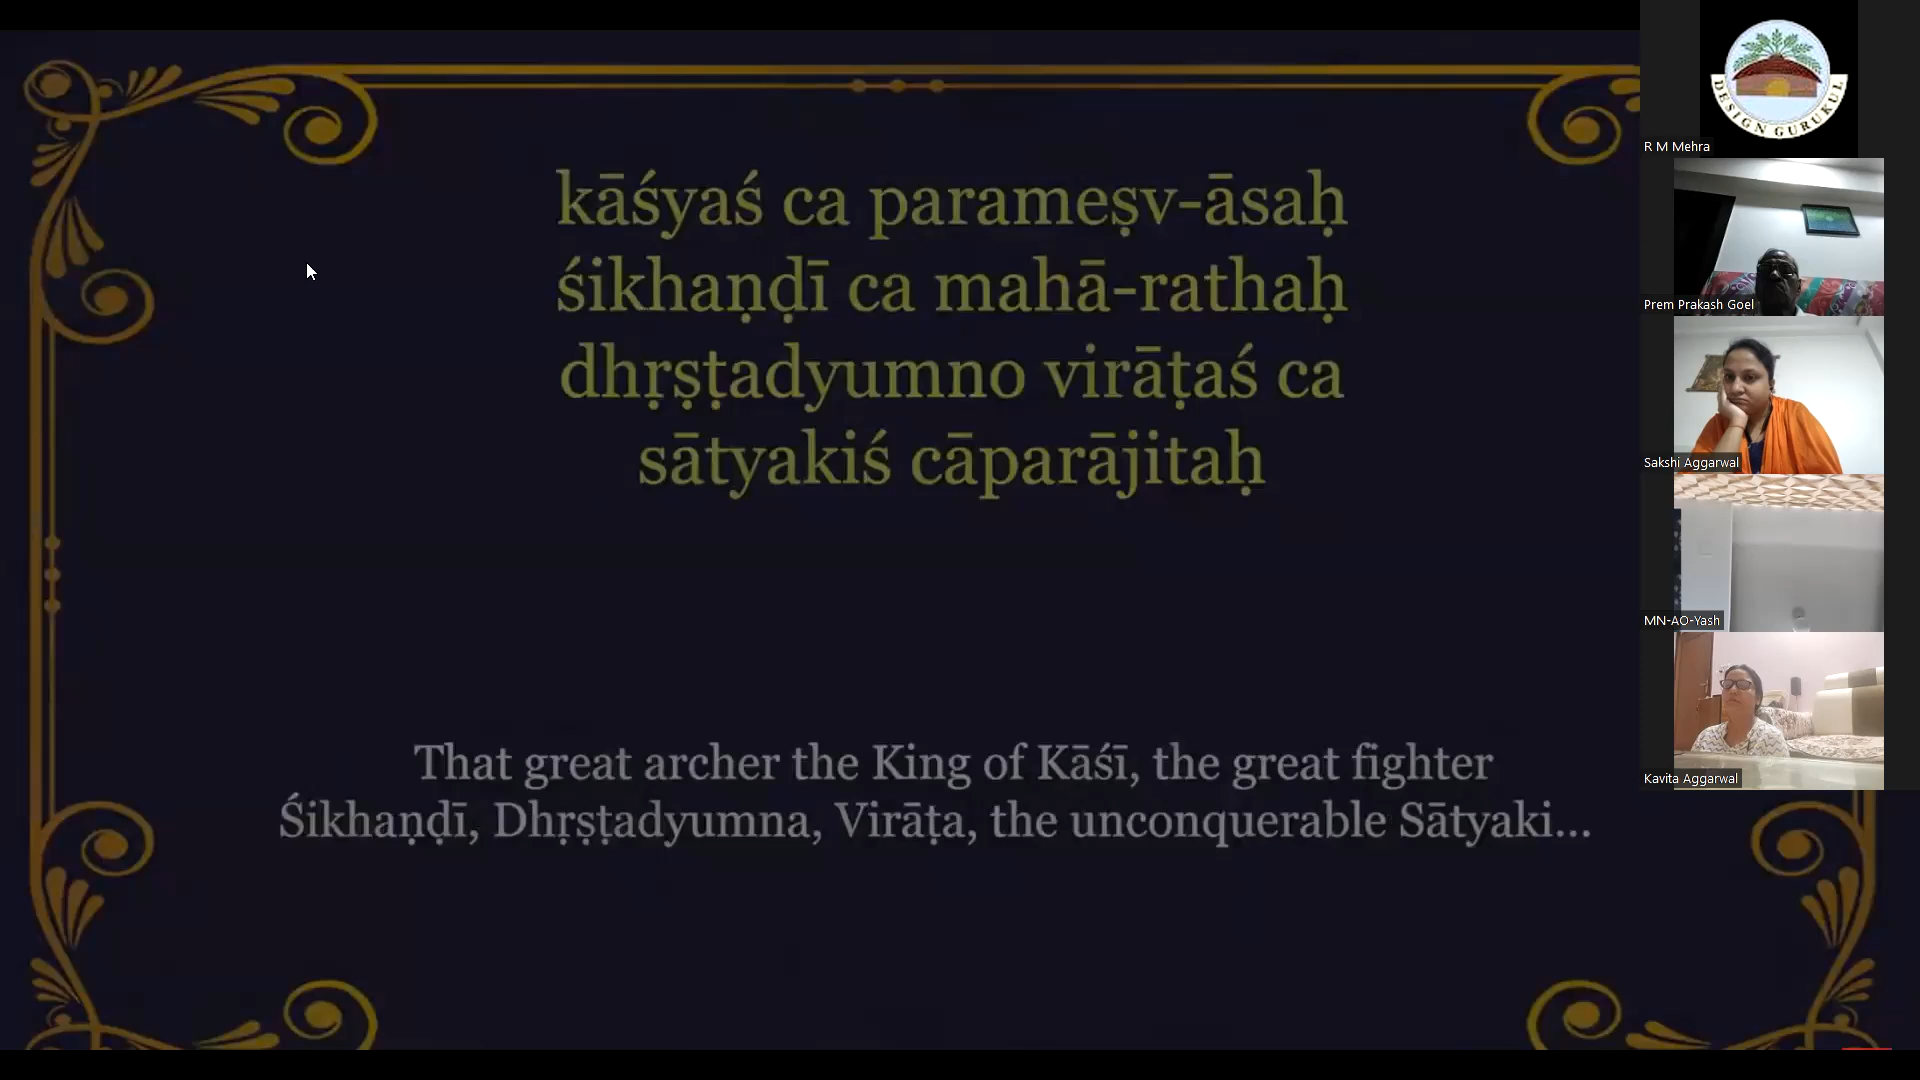 kāśyaś ca parameṣv-āsaḥ
śikhaṇḍī ca mahā-rathaḥ
dhṛṣṭadyumno virāṭaś ca
sātyakiś cāparājitaḥ
That great archer the King of Kāśī, the great fighter
Śikhaṇḍī, Dhṛṣṭadyumna, Virāṭa, the unconquerable Sātyaki...
DESIGN GURUKUL
R M Mehra
Prem Prakash Goel
Sakshi Aggarwal
MN-AO-Yash
Kavita Aggarwal